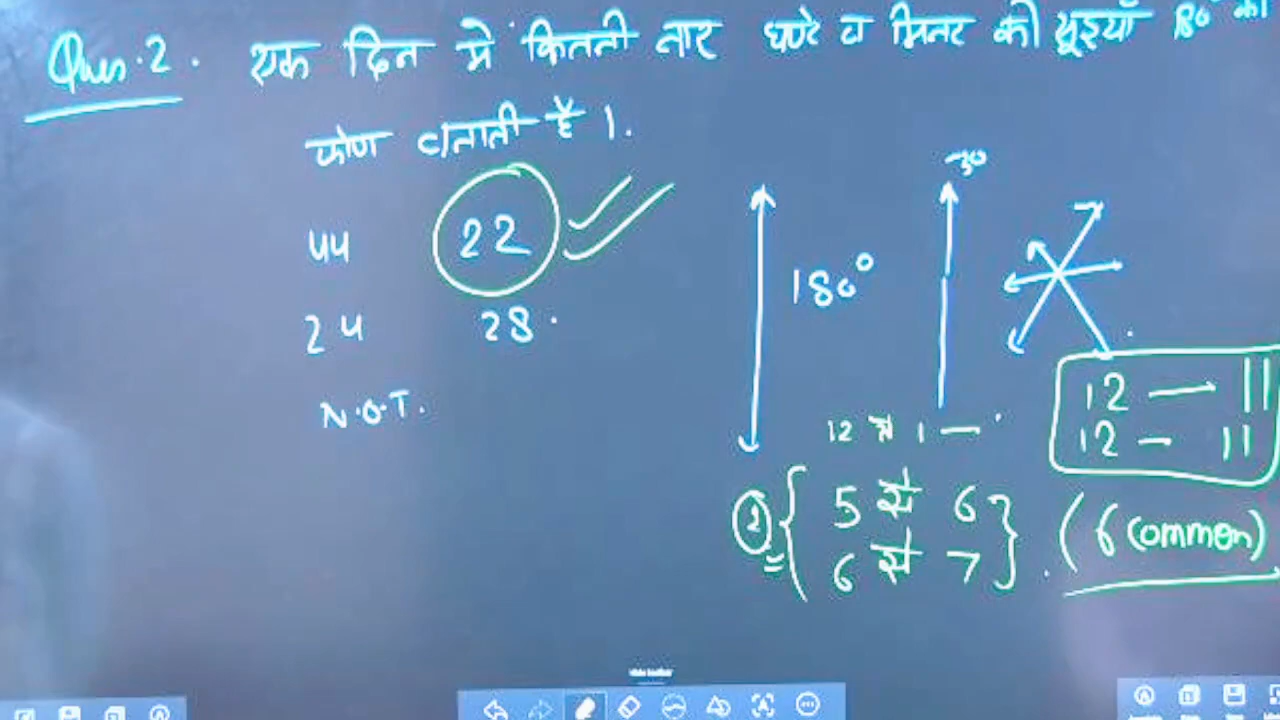 Ques. 2. एक दिन में कितनी बार घण्टे व मिनट की सूइयाँ 180° का
कोण बनाती है ।.
44 22
24 28.
N.O.T.
180°
30
12 से 1 —
12 — 11
12 — 11
② { 5 से 6
6 से 7 } . (6 common)